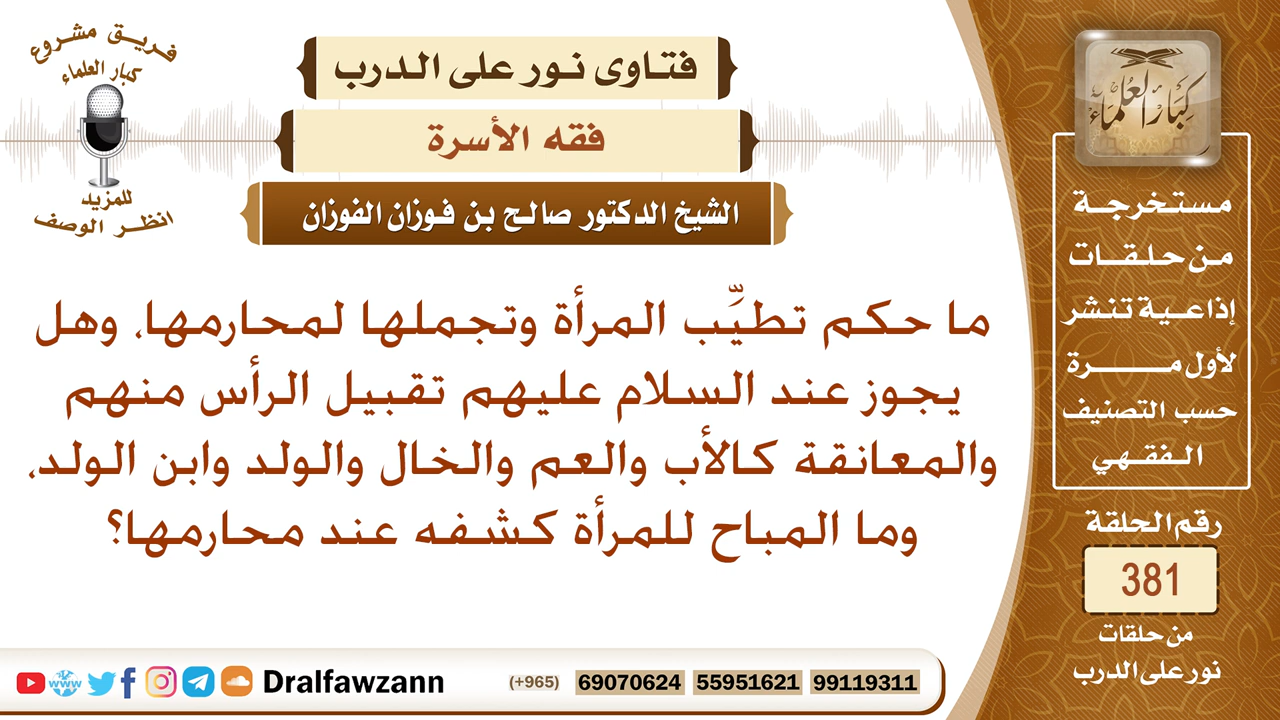 فريق مشروع
كبار العلماء
للمزيد
انظر الوصف
فتاوى نور على الدرب
فقه الأسرة
الشيخ الدكتور صالح بن فوزان الفوزان
ما حكم تطيِّب المرأة وتجملها لمحارمها، وهل
يجوز عند السلام عليهم تقبيل الرأس منهم
والمعانقة كالأب والعم والخال والولد وابن الولد،
وما المباح للمرأة كشفه عند محارمها؟
كبار العلماء
مستخرجة
من حلقات
إذاعية تنشر
لأول مرة
حسب التصنيف
الفقهي
رقم الحلقة
381
من حلقات
نور على الدرب
www
Dralfawzann (+965) 69070624 55951621 99119311